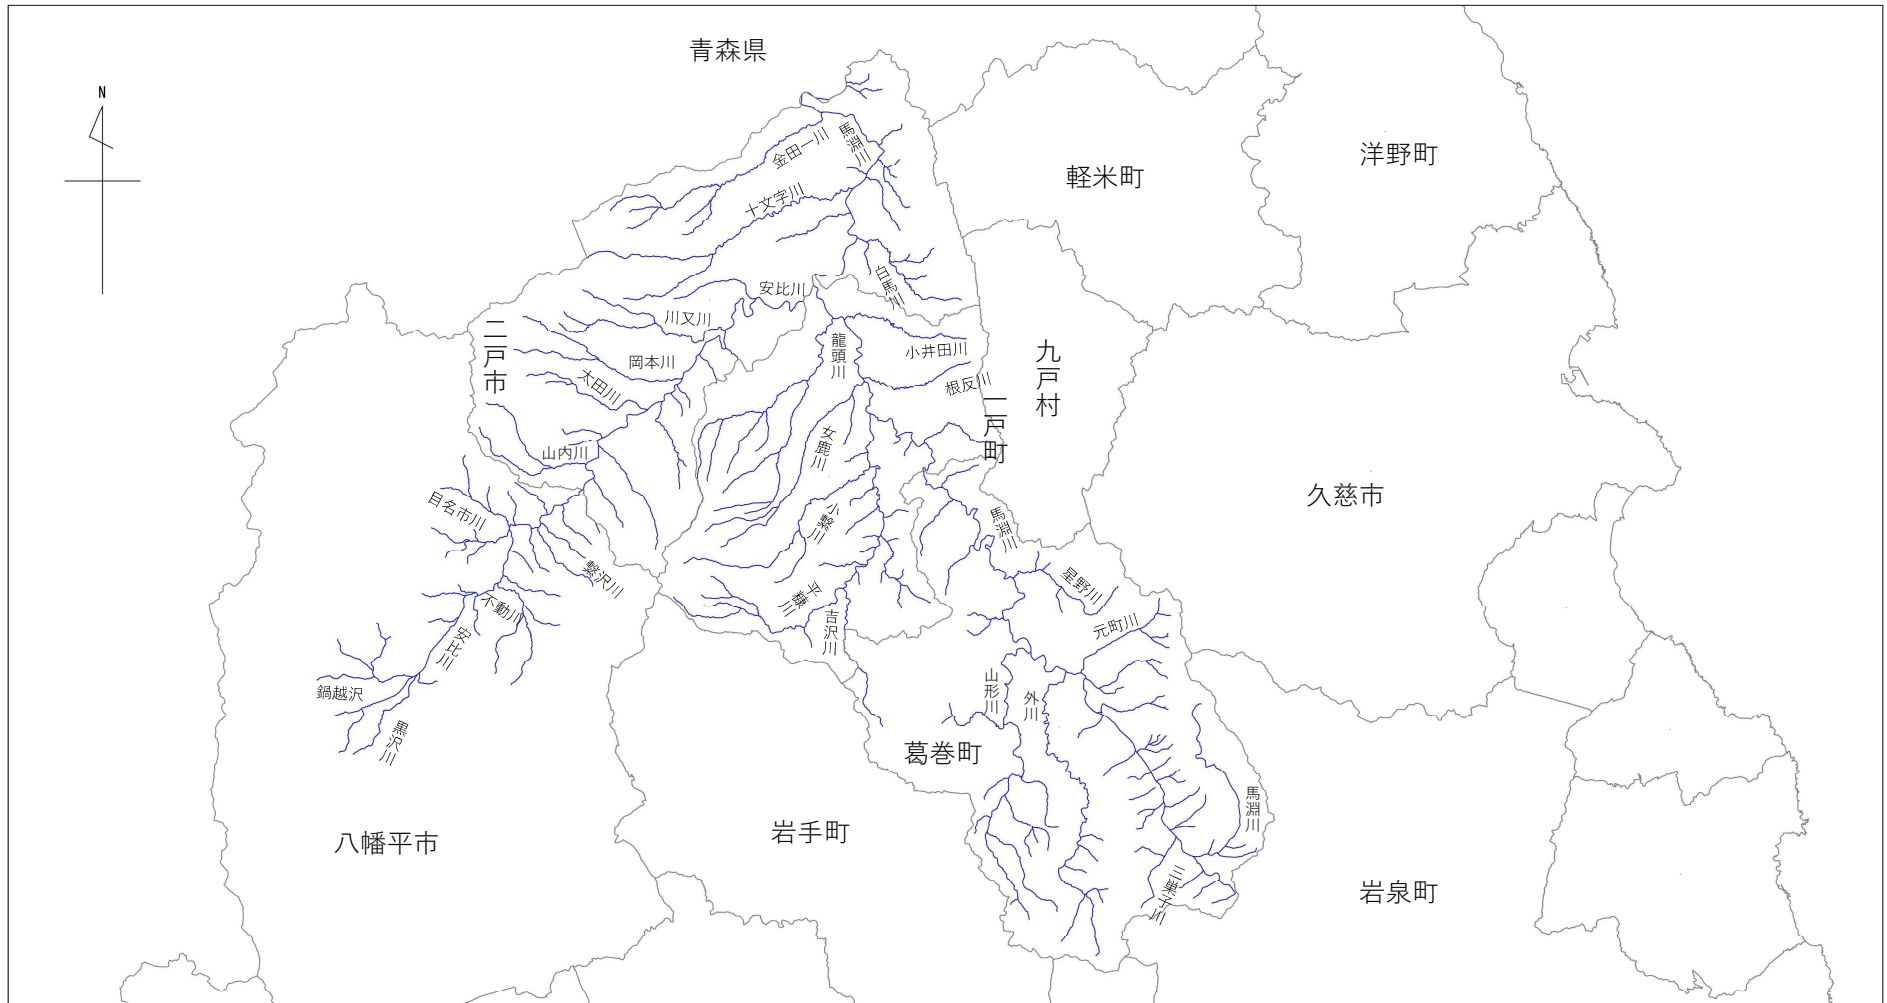 青森県
N
馬淵川
金田一川
洋野町
軽米町
十文字川
白馬川
安比川
川又川
二戸市
龍頭川
小井田川
九戸村
岡本川
太田川
根反川
一戸町
女鹿川
山内川
久慈市
目名市川
小繋川
馬淵川
繋沢川
星野川
平糠川
不動川
吉沢川
元町川
安比川
山形川
外川
鍋越沢
黒沢川
葛巻町
馬淵川
岩手町
八幡平市
三巣子川
岩泉町